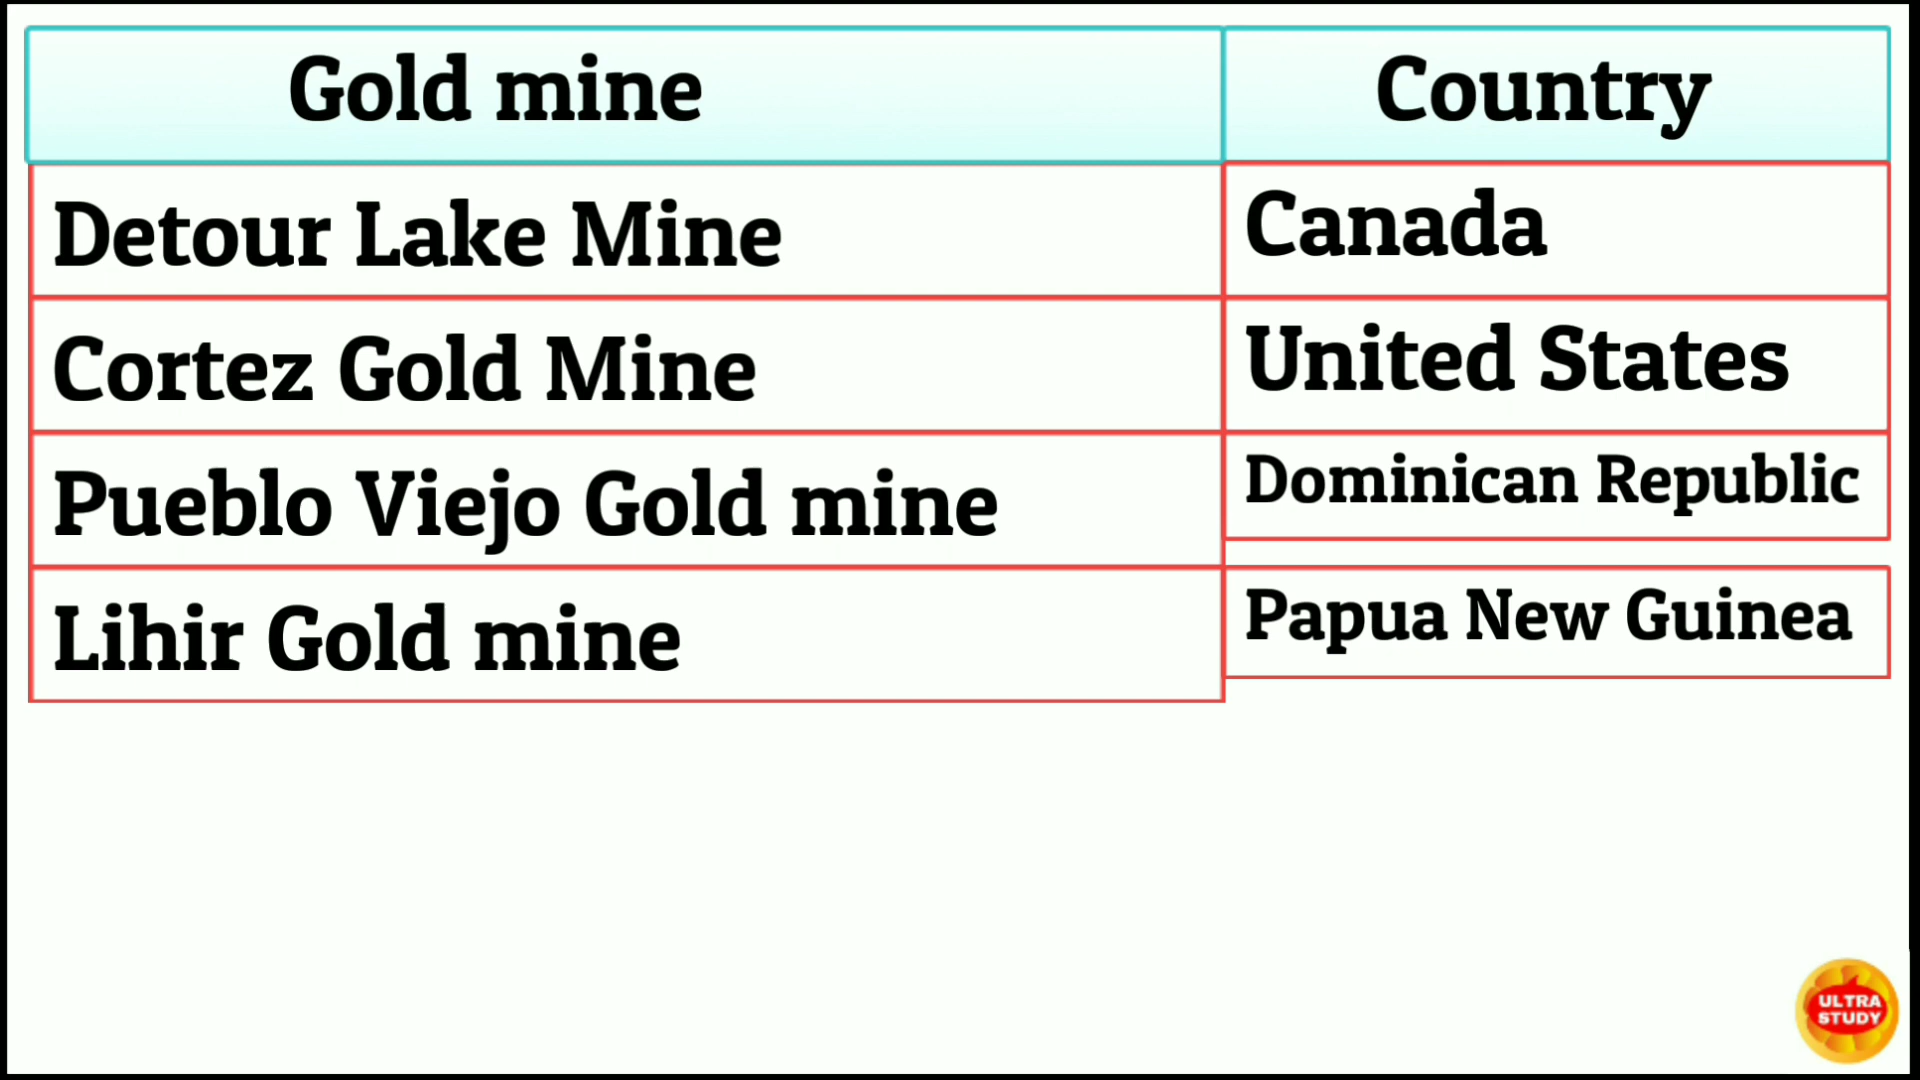 Gold mine Country
Detour Lake Mine Canada
Cortez Gold Mine United States
Pueblo Viejo Gold mine Dominican Republic
Lihir Gold mine Papua New Guinea
ULTRA
STUDY